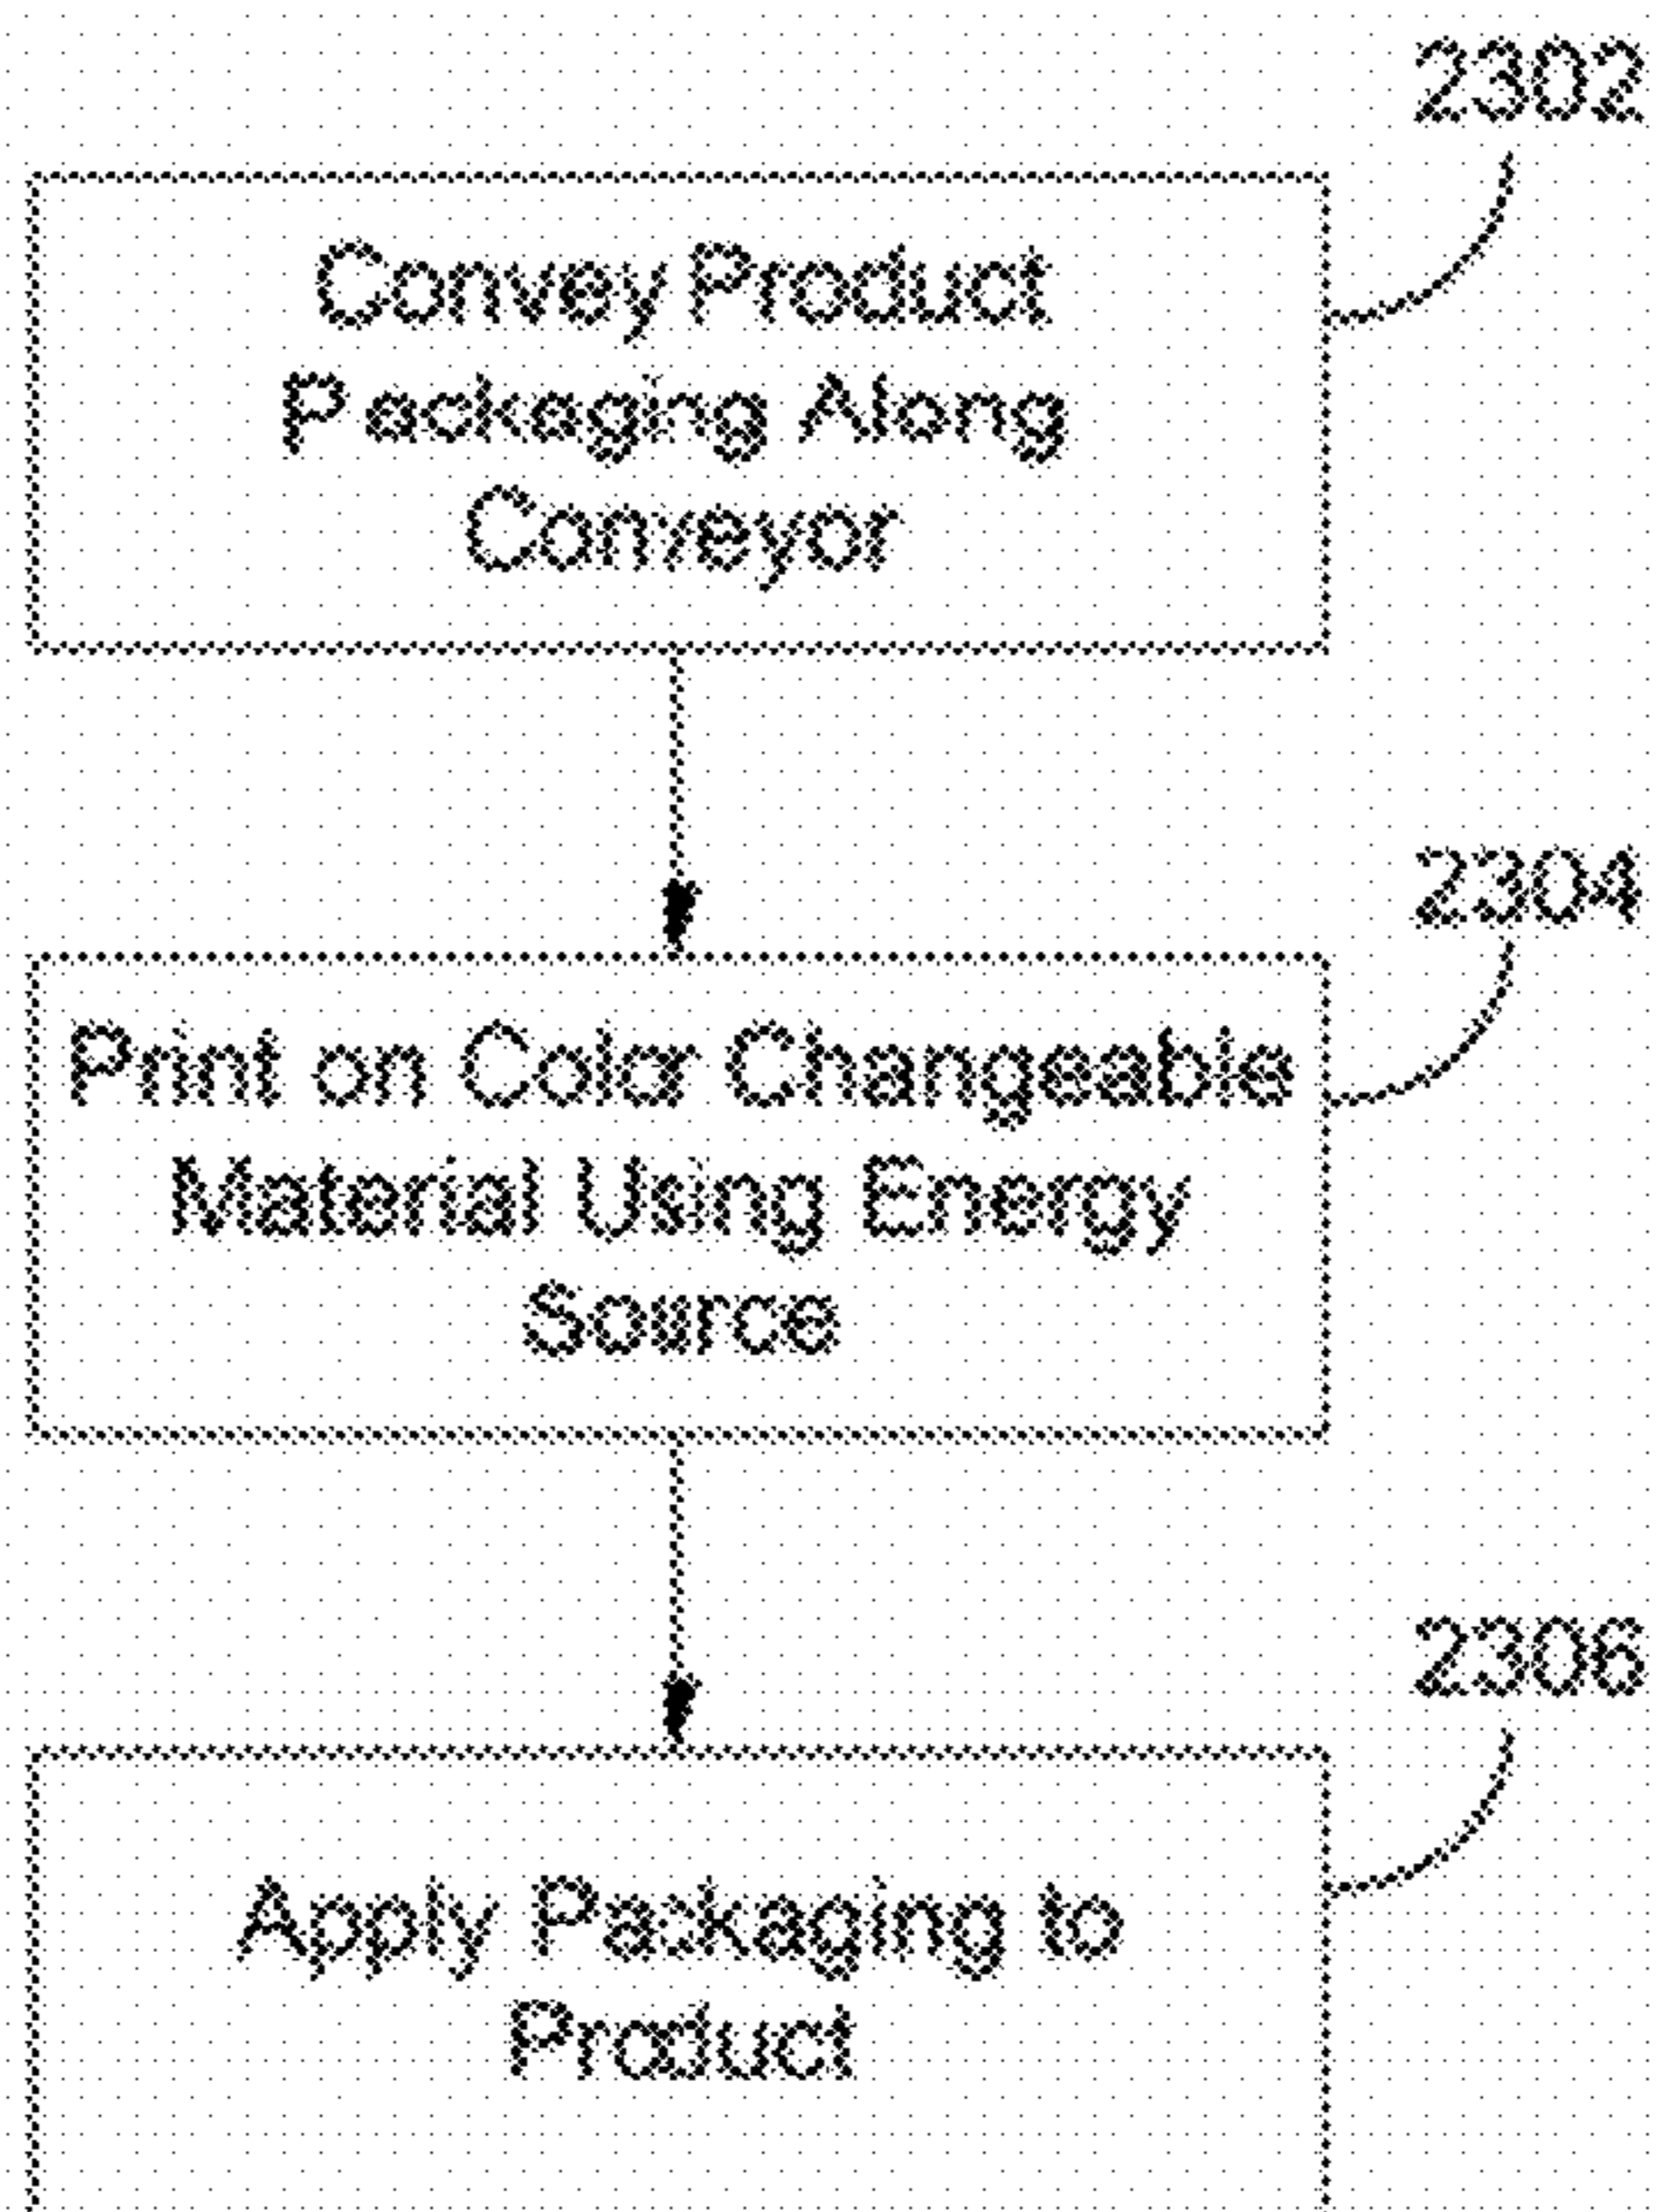 2302
Convey Product
Packaging Along
Conveyor
2304
Print on Color Changeable
Material Using Energy
Source
2306
Apply Packaging to
Product